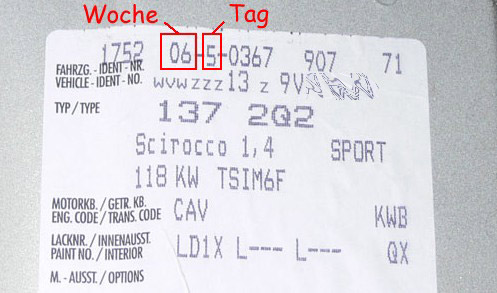 Woche Tag
1752 06-5-0367 907 71
FAHRZG. - IDENT - NR.
VEHICLE - IDENT - NO. WVWZZZ13 Z 9V
TYP / TYPE 137 2Q2
Scirocco 1,4 SPORT
118 KW TSIM6F
MOTORKB. / GETR. KB.
ENG. CODE / TRANS. CODE CAV KWB
LACKNR. / INNENAUSST.
PAINT NO. / INTERIOR LD1X L---- L--- QX
M. - AUSST. / OPTIONS